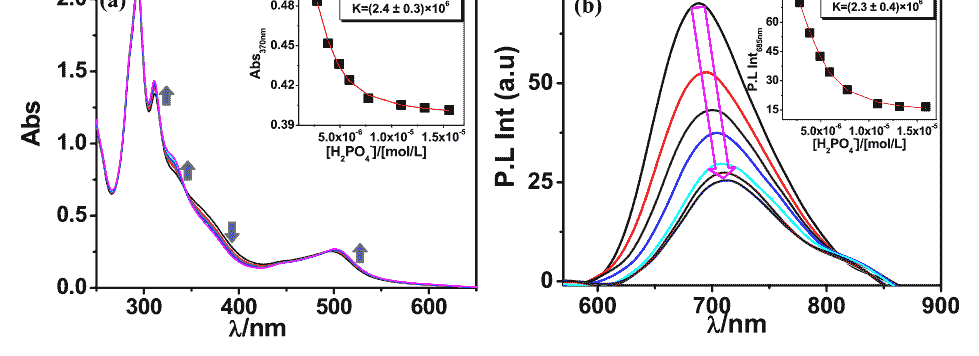 (a)
K=(2.4 ± 0.3)×10⁶
0.48
0.45
0.42
0.39
Abs370nm
5.0x10⁻⁶ 1.0x10⁻⁵ 1.5x10⁻⁵
[H₂PO₄⁻]/[mol/L]
2.0
1.5
1.0
0.5
0.0
Abs
300 400 500 600
λ/nm
(b)
K=(2.3 ± 0.4)×10⁶
60
45
30
15
P.L Int685nm
5.0x10⁻⁶ 1.0x10⁻⁵ 1.5x10⁻⁵
[H₂PO₄⁻]/[mol/L]
50
25
0
P.L Int (a.u)
600 700 800 900
λ/nm